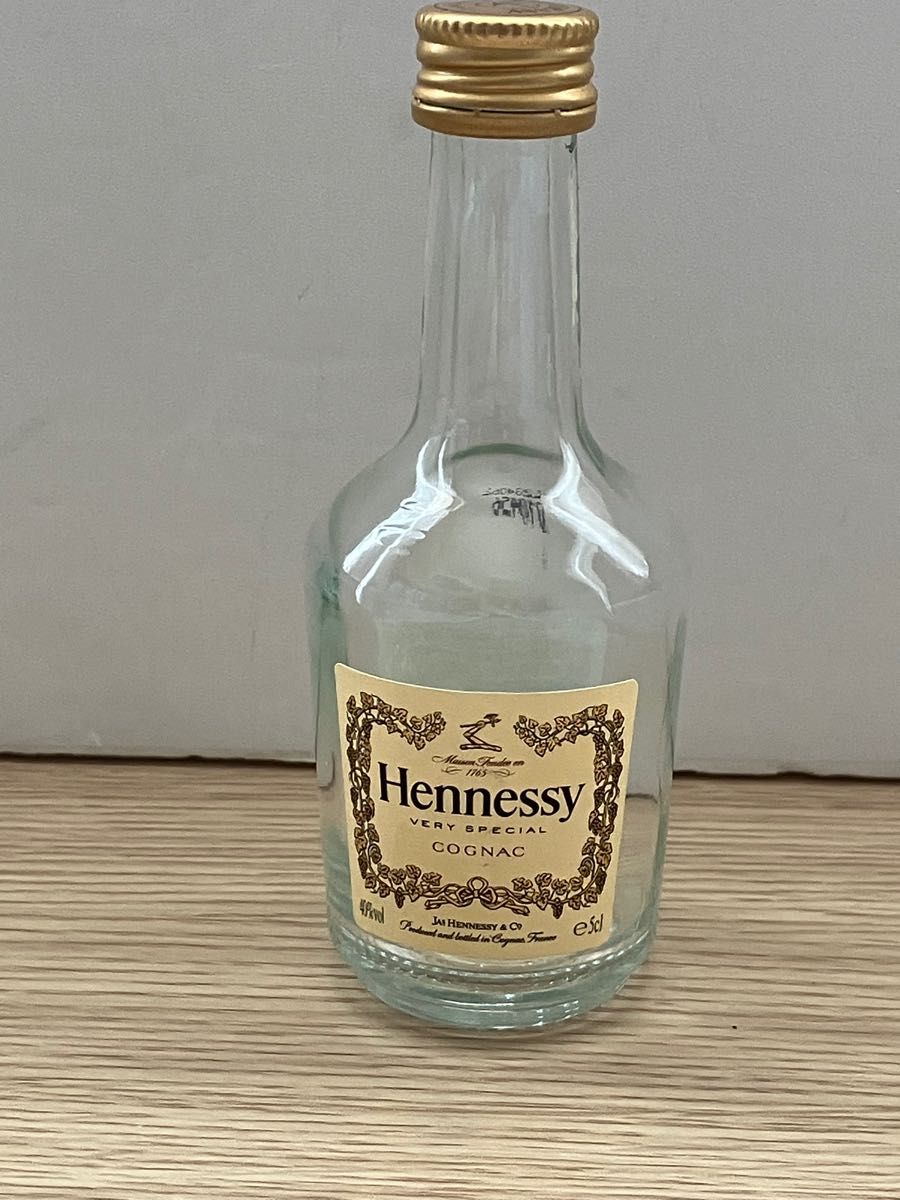 Maison Fondée en
1765
Hennessy
VERY SPECIAL
COGNAC
40%vol
JAS HENNESSY & CO
Produced and bottled in Cognac, France
e5cl